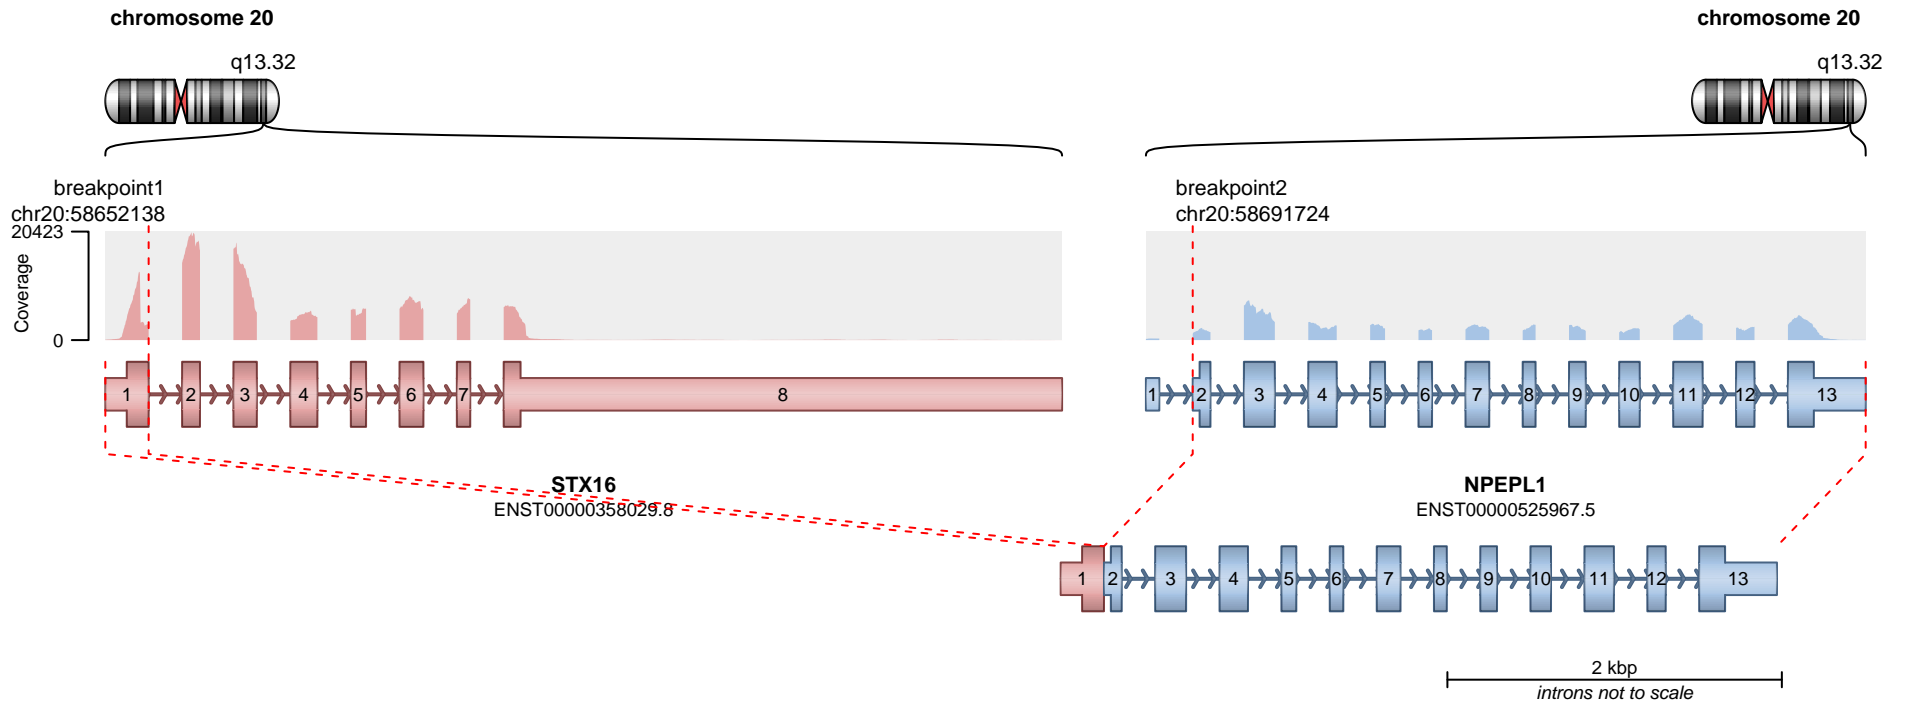 chromosome 20
chromosome 20
q13.32
q13.32
breakpoint1
chr20:58652138
breakpoint2
chr20:58691724
20423
Coverage
0
1 2 3 4 5 6 7 8
1 2 3 4 5 6 7 8 9 10 11 12 13
STX16
ENST00000358029.8
NPEPL1
ENST00000525967.5
1 2 3 4 5 6 7 8 9 10 11 12 13
2 kbp
introns not to scale